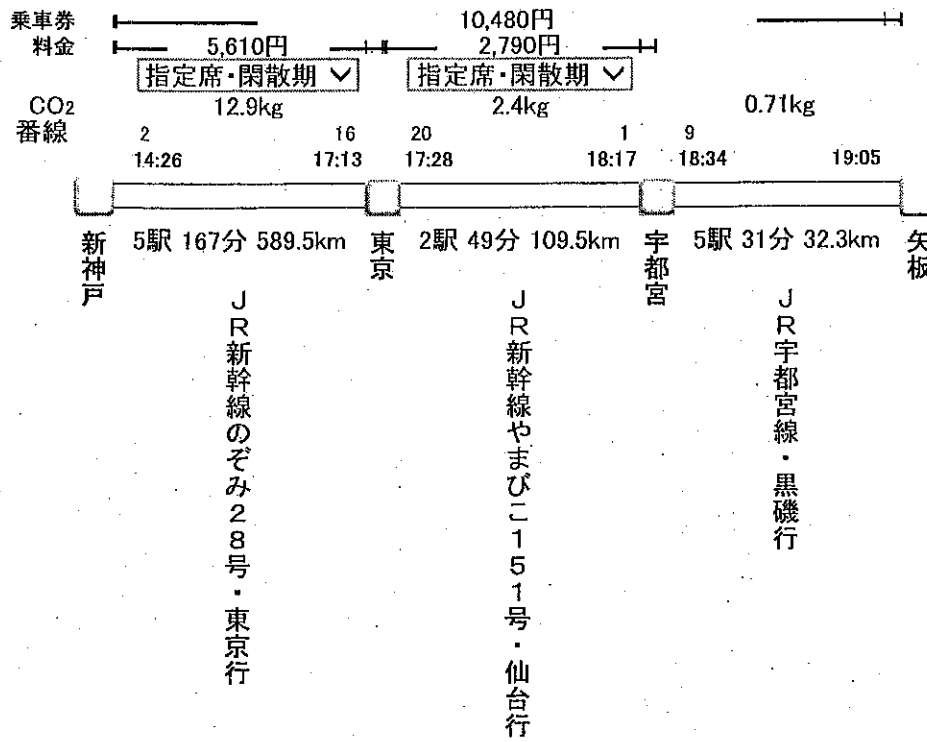 乗車券 10,480円
料金 5,610円 2,790円
指定席・閑散期 指定席・閑散期
CO2 12.9kg 2.4kg 0.71kg
番線 2 16 20 1 9
14:26 17:13 17:28 18:17 18:34 19:05
新神戸 5駅 167分 589.5km 東京 2駅 49分 109.5km 宇都宮 5駅 31分 32.3km 矢板
JR新幹線のぞみ28号・東京行
JR新幹線やまびこ151号・仙台行
JR宇都宮線・黒磯行